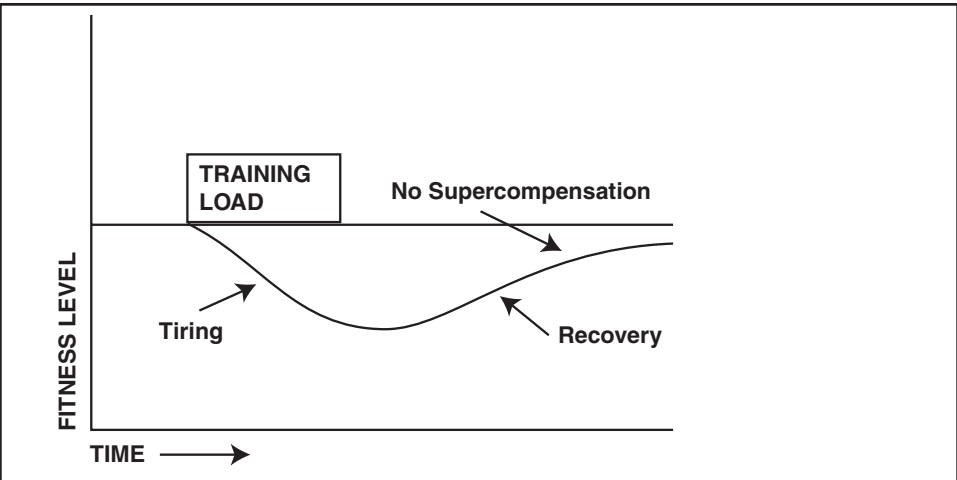 TRAINING
LOAD
No Supercompensation
Tiring
Recovery
FITNESS LEVEL
TIME